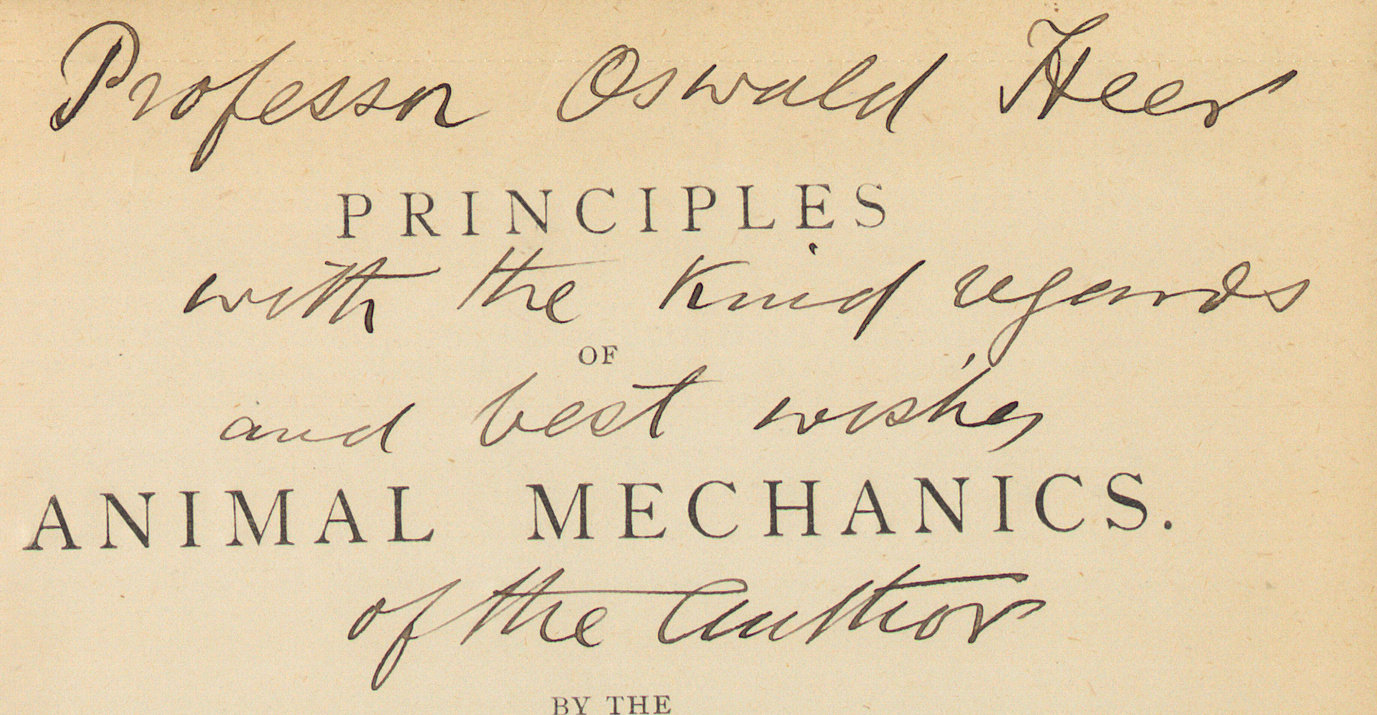 Professor Oswald Heer
PRINCIPLES
with the kind regards
OF
and best wishes
ANIMAL MECHANICS.
of the Author
BY THE